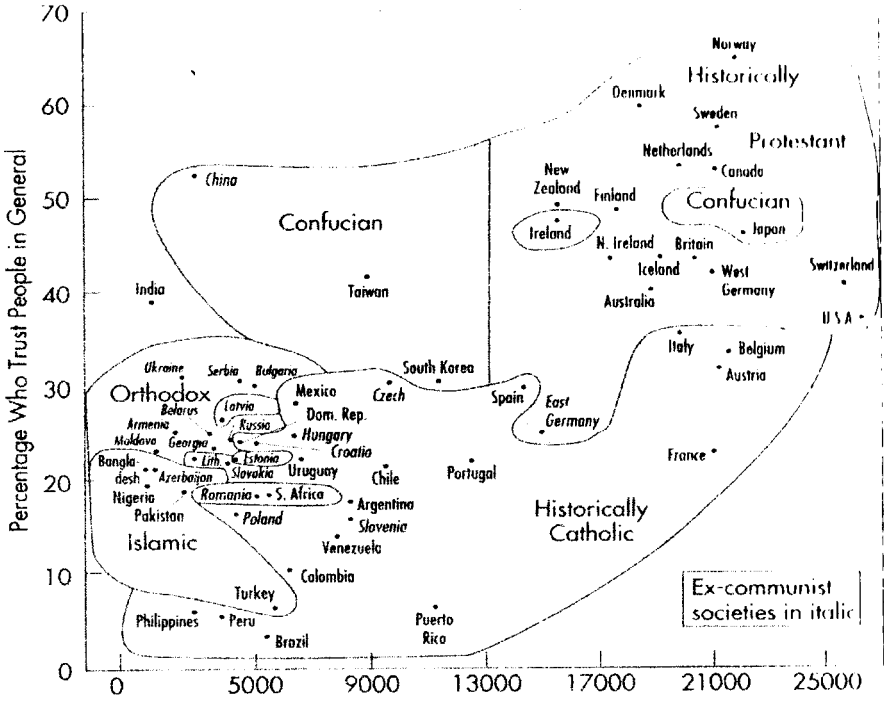 70
60
50
40
30
20
10
0
Percentage Who Trust People in General
Norway
Historically
Denmark
Sweden
Protestant
Netherlands
Canada
New
Zealand
Finland
Confucian
China
Confucian
Ireland
Japan
N. Ireland
Britain
Iceland
West
Germany
Switzerland
Taiwan
India
Australia
U.S.A
Italy
Belgium
Austria
South Korea
Ukraine
Serbia
Bulgaria
Mexico
Czech
Spain
Orthodox
Latvia
Dom. Rep.
East
Germany
Belarus
Russia
Armenia
Hungary
Moldova
Georgia
Croatia
France
Bangla-
desh
Lith.
Estonia
Slovakia
Uruguay
Azerbaijan
Chile
Portugal
Nigeria
Romania
S. Africa
Pakistan
Argentina
Poland
Slovenia
Historically
Catholic
Islamic
Venezuela
Colombia
Turkey
Ex-communist
societies in italic
Philippines
Peru
Puerto
Rico
Brazil
0
5000
9000
13000
17000
21000
25000